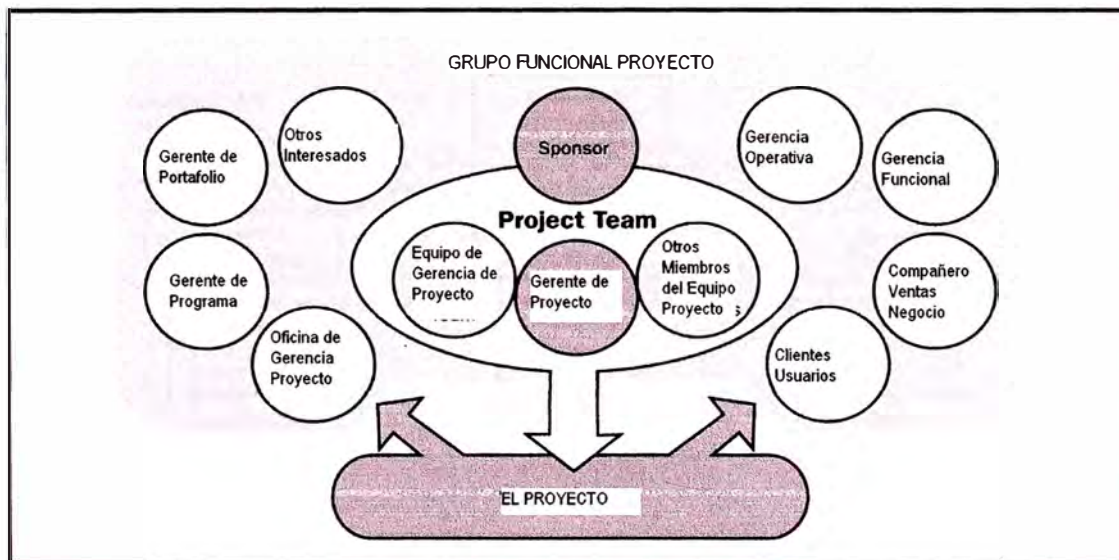 GRUPO FUNCIONAL PROYECTO
Gerente de
Portafolio
Otros
Interesados
Sponsor
Gerencia
Operativa
Gerencia
Funcional
Project Team
Equipo de
Gerencia de
Proyecto
Gerente de
Proyecto
Otros
Miembros
del Equipo
Proyecto s
Gerente de
Programa
Oficina de
Gerencia
Proyecto
Compañero
Ventas
Negocio
Clientes
Usuarios
EL PROYECTO